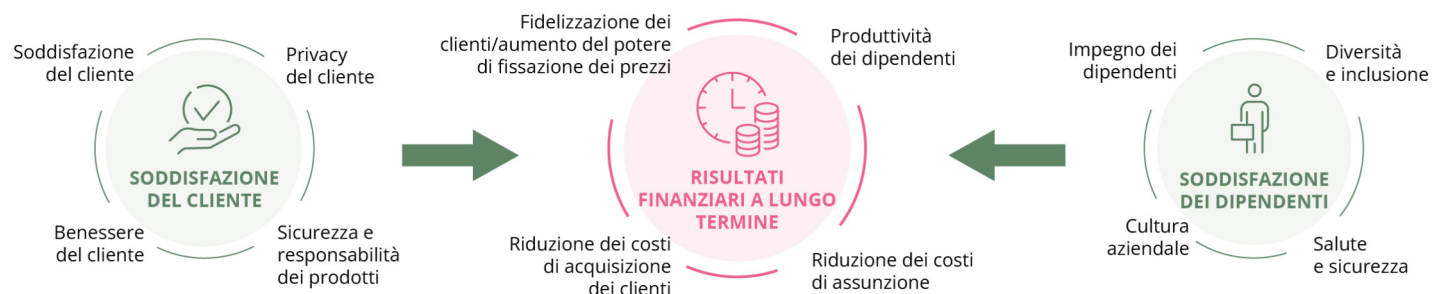 Soddisfazione
del cliente
Privacy
del cliente
SODDISFAZIONE
DEL CLIENTE
Benessere
del cliente
Sicurezza e
responsabilità
dei prodotti
Fidelizzazione dei
clienti/aumento del potere
di fissazione dei prezzi
Produttività
dei dipendenti
RISULTATI
FINANZIARI A LUNGO
TERMINE
Riduzione dei costi
di acquisizione
dei clienti
Riduzione dei costi
di assunzione
Impegno dei
dipendenti
Diversità
e inclusione
SODDISFAZIONE
DEI DIPENDENTI
Cultura
aziendale
Salute
e sicurezza